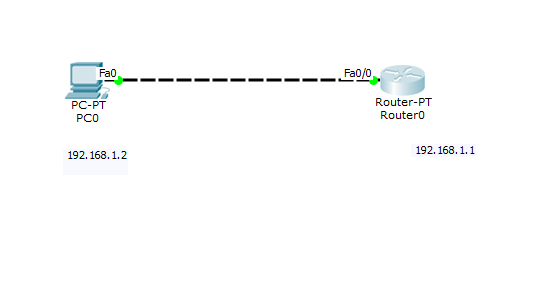 Fa0
Fa0/0
PC-PT
PC0
Router-PT
Router0
192.168.1.2
192.168.1.1